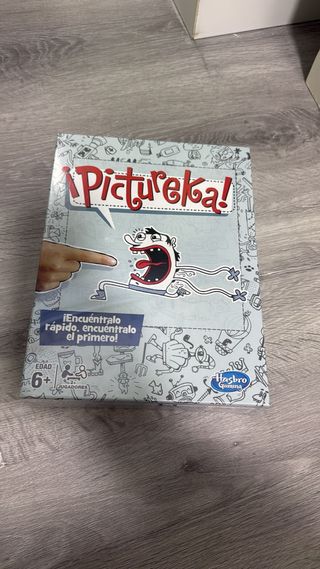 ¡Pictureka!
¡Encuéntralo
rápido, encuéntralo
el primero!
EDAD
6+
JUGADORES
Hasbro
Gaming